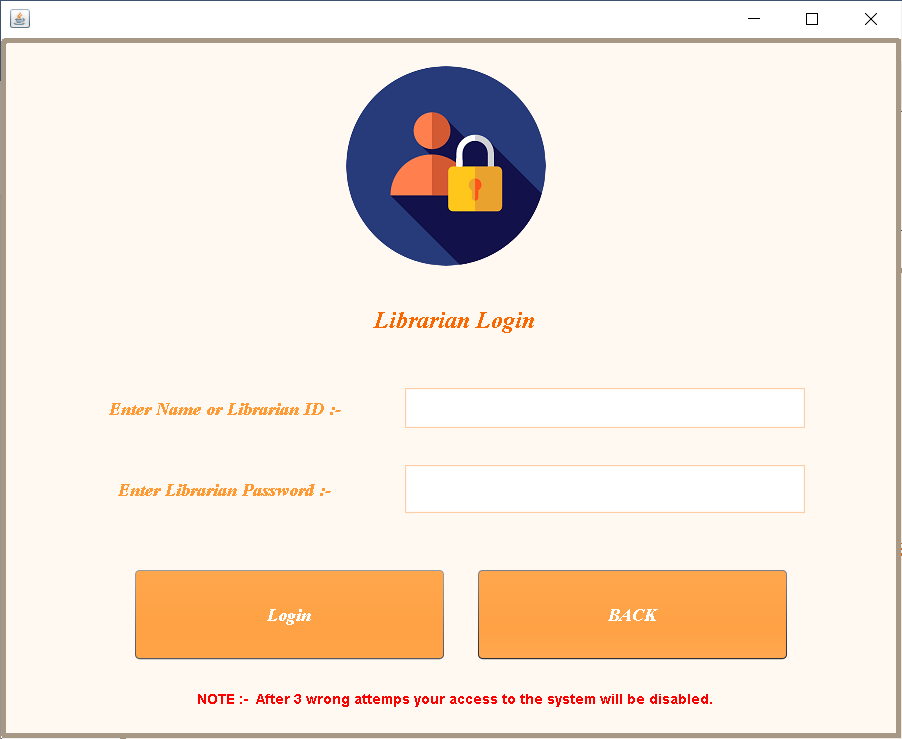 Librarian Login
Enter Name or Librarian ID :-
Enter Librarian Password :-
Login
BACK
NOTE :- After 3 wrong attemps your access to the system will be disabled.